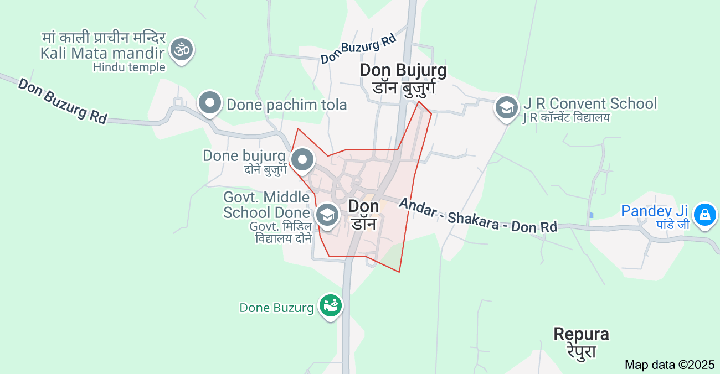 मां काली प्राचीन मन्दिर
Kali Mata mandir
Hindu temple
Don Buzurg Rd
Don Bujurg
डॉन बुजुर्ग
Don Buzurg Rd
Done pachim tola
J R Convent School
J R कॉन्वेंट विद्यालय
Done bujurg
दोने बुजुर्ग
Govt. Middle
School Done
Govt. मिडिल
विद्यालय दोने
Don
डॉन
Andar - Shakara - Don Rd
Pandey Ji
पांडे जी
Done Buzurg
Repura
रेपुरा
Map data ©2025